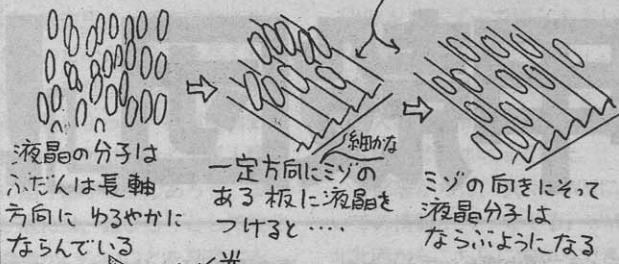 液晶の分子は
ふだんは長軸
方向に ゆるやかに
ならんでいる
細かな
一定方向にミゾの
ある板に液晶を
つけると‥‥
ミゾの向きにそって
液晶分子は
ならぶようになる
光